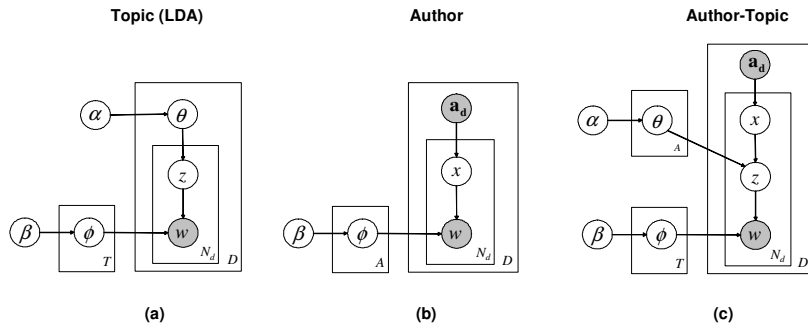 Topic (LDA)
α
θ
z
β
ϕ
w
T
N_d
D
(a)
Author
a_d
x
β
ϕ
w
A
N_d
D
(b)
Author-Topic
a_d
α
θ
x
A
z
β
ϕ
w
T
N_d
D
(c)